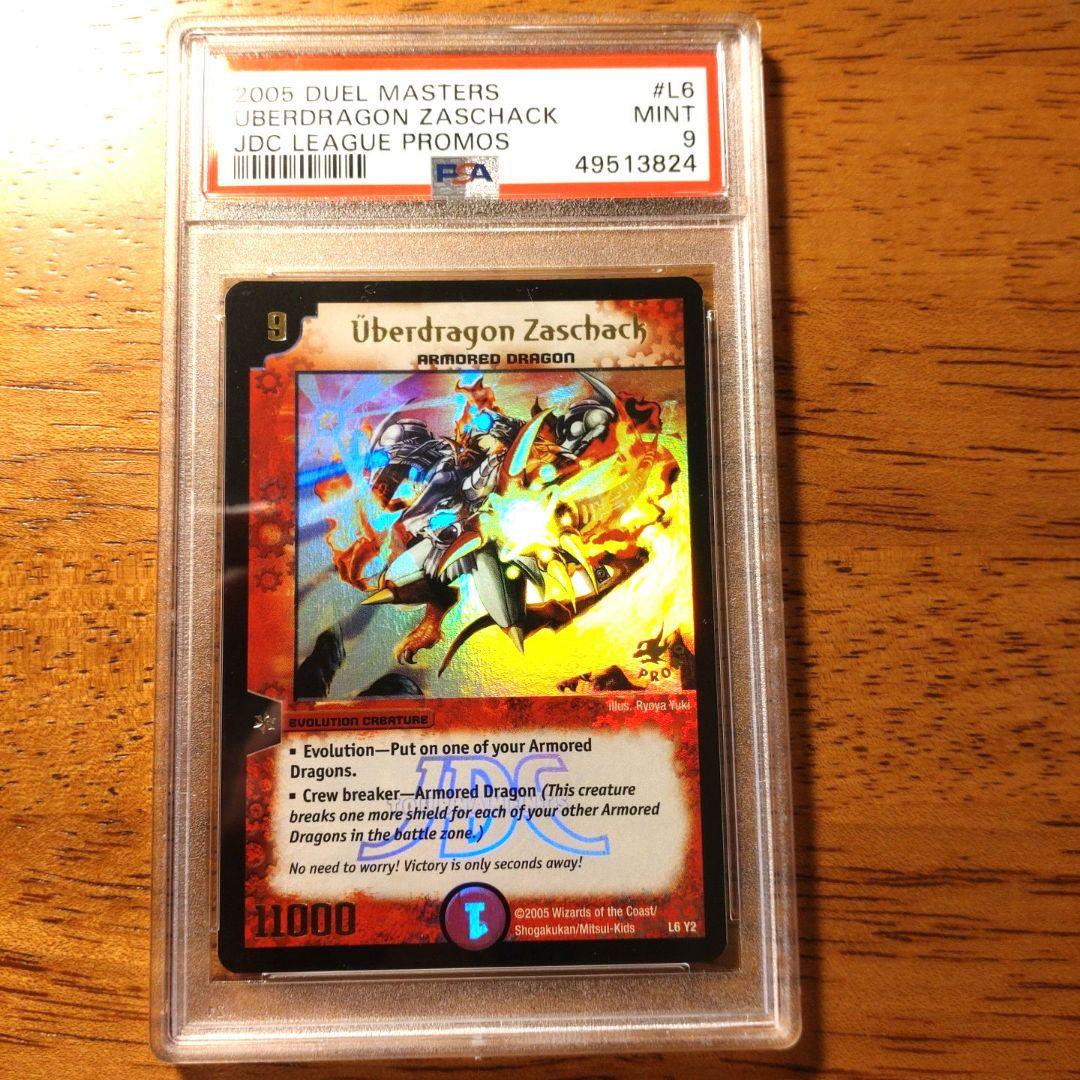 2005 DUEL MASTERS #L6
UBERDRAGON ZASCHACK MINT
JDC LEAGUE PROMOS 9
PSA 49513824
9
Überdragon Zaschack
ARMORED DRAGON
PROMO
illus. Ryoya Yuki
EVOLUTION CREATURE
▪ Evolution—Put on one of your Armored
Dragons.
▪ Crew breaker—Armored Dragon (This creature
breaks one more shield for each of your other Armored
Dragons in the battle zone.)
No need to worry! Victory is only seconds away!
JDC
TOURNAMENTS
11000
©2005 Wizards of the Coast/
Shogakukan/Mitsui-Kids L6 Y2